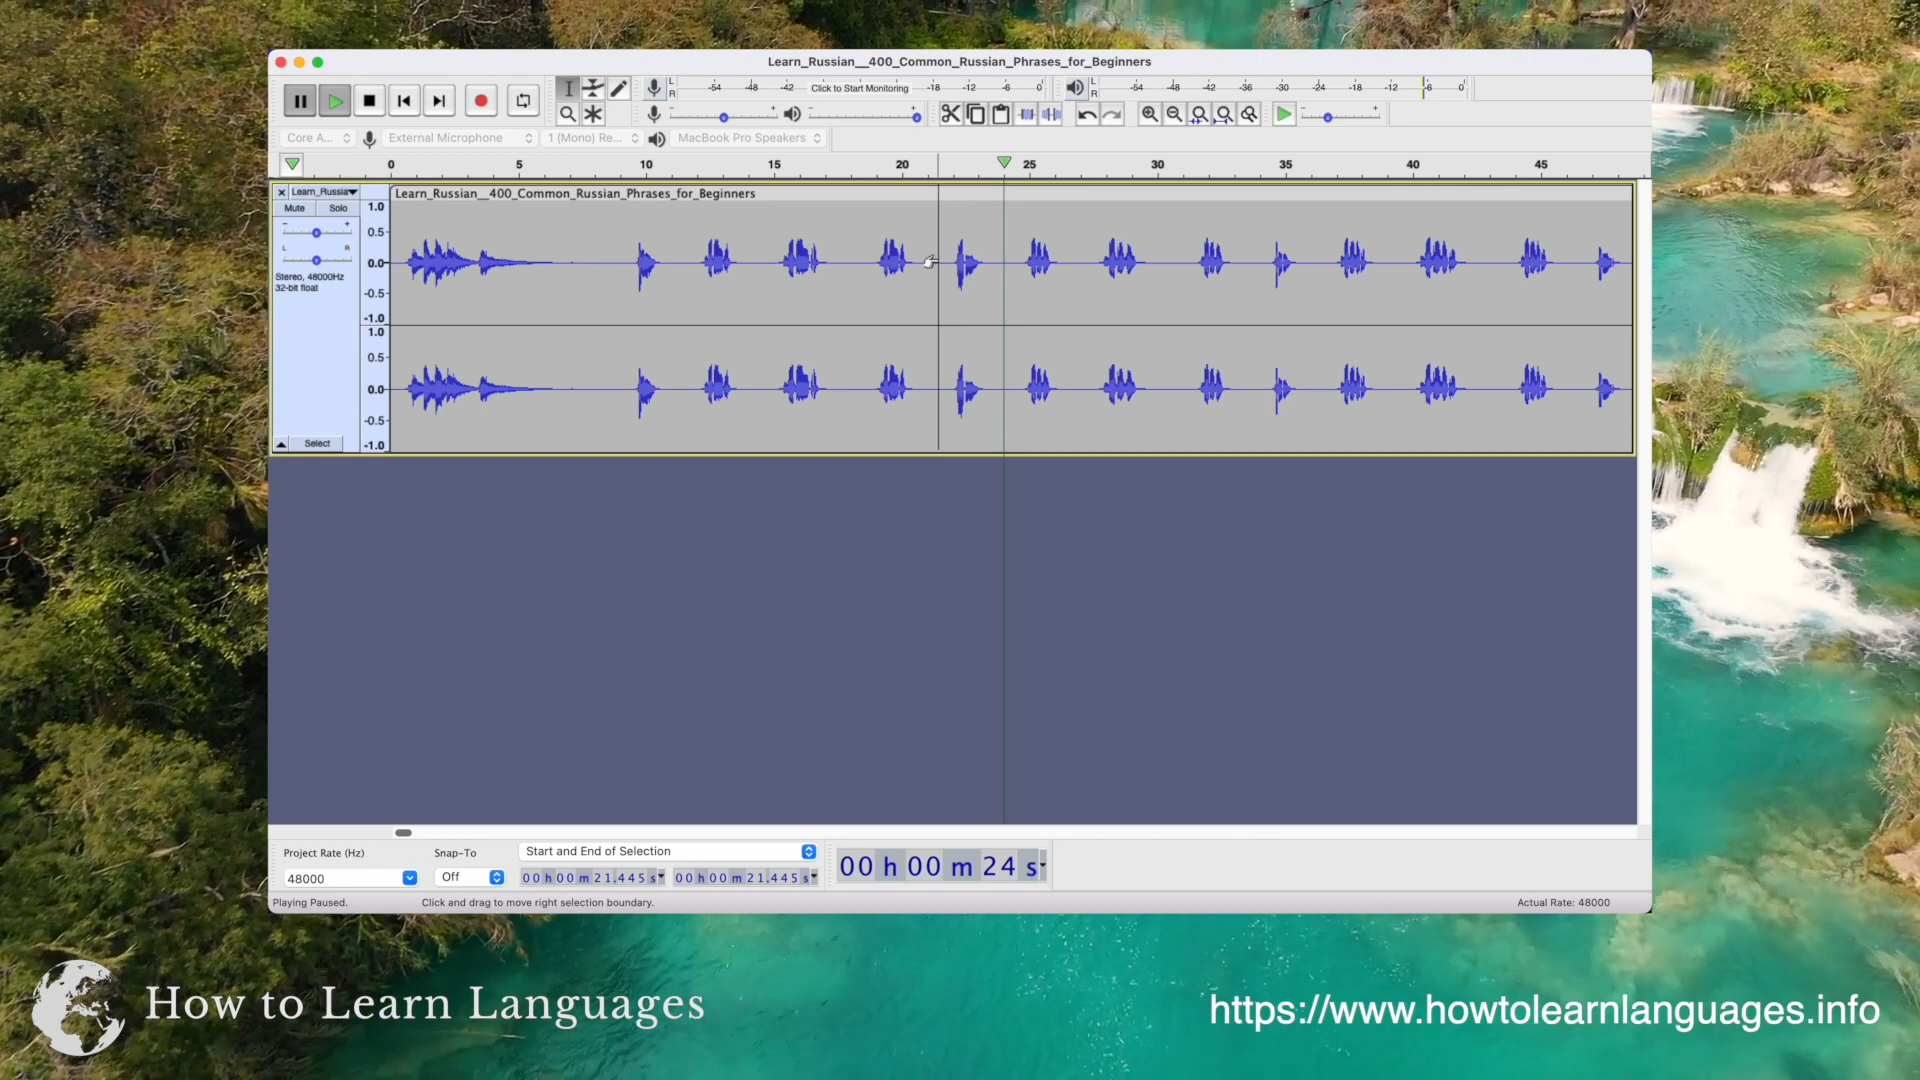 Learn_Russian__400_Common_Russian_Phrases_for_Beginners
L
R
-54 -48 -42 Click to Start Monitoring -18 -12 -6 0
L
R
-54 -48 -42 -36 -30 -24 -18 -12 -6 0
Core A... External Microphone 1 (Mono) Re... MacBook Pro Speakers
0 5 10 15 20 25 30 35 40 45
Learn_Russia
Learn_Russian__400_Common_Russian_Phrases_for_Beginners
Mute Solo
L R
Stereo, 48000Hz
32-bit float
Select
1.0
0.5
0.0
-0.5
-1.0
1.0
0.5
0.0
-0.5
-1.0
Project Rate (Hz) Snap-To Start and End of Selection
48000 Off 00 h 00 m 21.445 s 00 h 00 m 21.445 s
00 h 00 m 24 s
Playing Paused. Click and drag to move right selection boundary. Actual Rate: 48000
How to Learn Languages
https://www.howtolearnlanguages.info